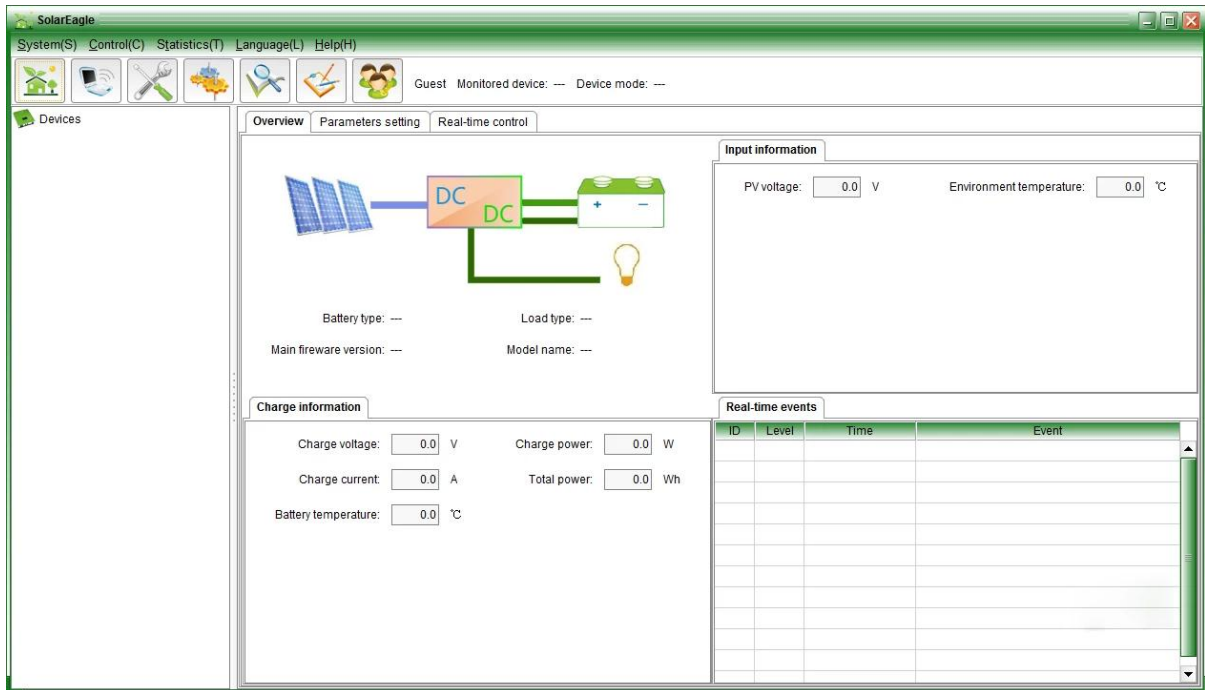 SolarEagle
System(S) Control(C) Statistics(T) Language(L) Help(H)
Guest Monitored device: --- Device mode: ---
Devices
Overview Parameters setting Real-time control
DC
DC
+ −
Battery type: --- Load type: ---
Main fireware version: --- Model name: ---
Input information
PV voltage: 0.0 V Environment temperature: 0.0 ℃
Charge information
Charge voltage: 0.0 V Charge power: 0.0 W
Charge current: 0.0 A Total power: 0.0 Wh
Battery temperature: 0.0 ℃
Real-time events
ID Level Time Event